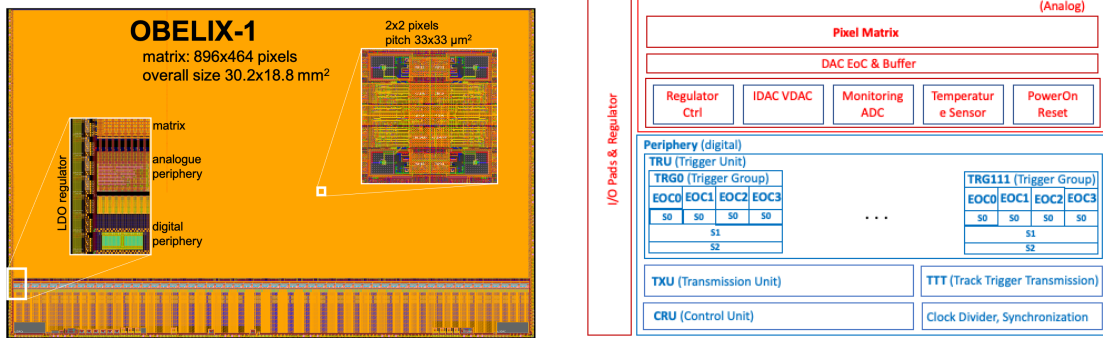 OBELIX-1
matrix: 896x464 pixels
overall size 30.2x18.8 mm²
2x2 pixels
pitch 33x33 µm²
LDO regulator
matrix
analogue
periphery
digital
periphery
I/O Pads & Regulator
(Analog)
Pixel Matrix
DAC EoC & Buffer
Regulator
Ctrl
IDAC VDAC
Monitoring
ADC
Temperatur
e Sensor
PowerOn
Reset
Periphery (digital)
TRU (Trigger Unit)
TRG0 (Trigger Group)
EOC0 EOC1 EOC2 EOC3
S0 S0 S0 S0
S1
S2
. . .
TRG111 (Trigger Group)
EOC0 EOC1 EOC2 EOC3
S0 S0 S0 S0
S1
S2
TXU (Transmission Unit)
TTT (Track Trigger Transmission)
CRU (Control Unit)
Clock Divider, Synchronization